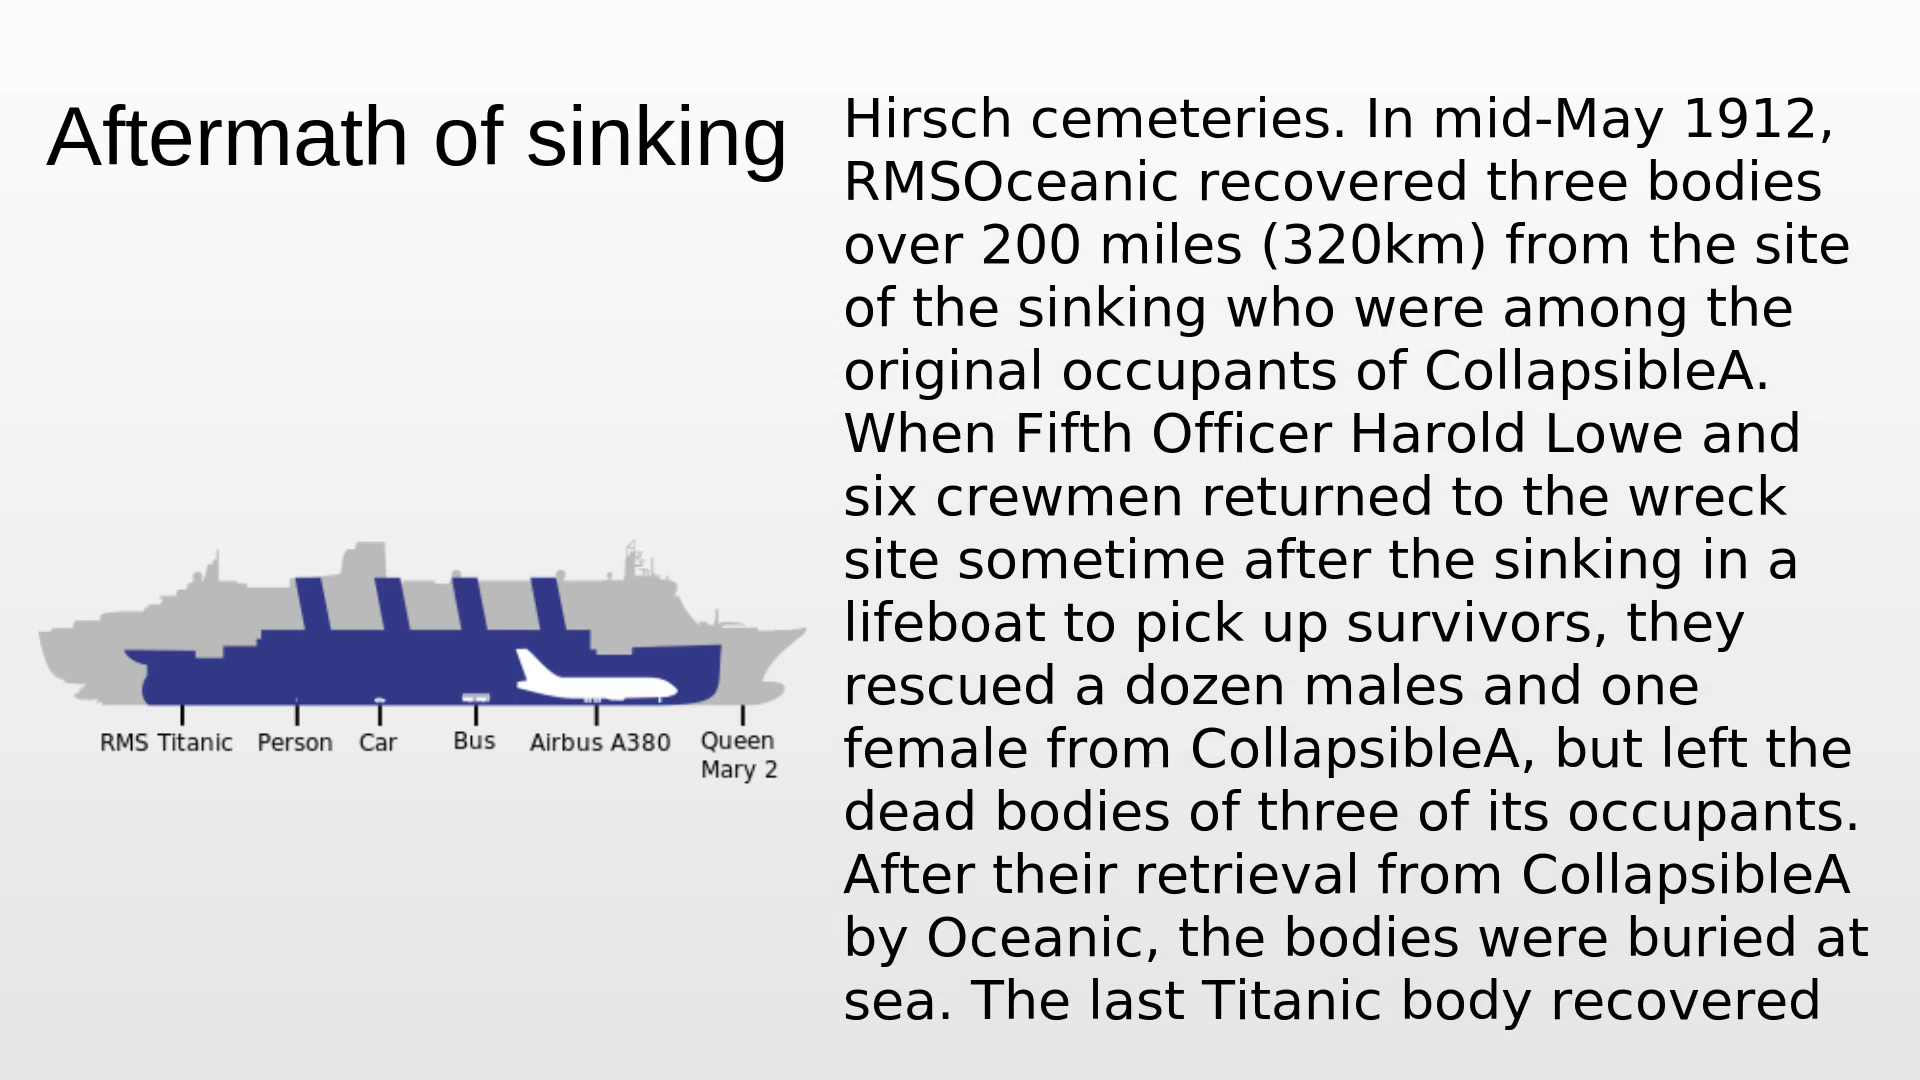 Aftermath of sinking
Hirsch cemeteries. In mid-May 1912,
RMSOceanic recovered three bodies
over 200 miles (320km) from the site
of the sinking who were among the
original occupants of CollapsibleA.
When Fifth Officer Harold Lowe and
six crewmen returned to the wreck
site sometime after the sinking in a
lifeboat to pick up survivors, they
rescued a dozen males and one
female from CollapsibleA, but left the
dead bodies of three of its occupants.
After their retrieval from CollapsibleA
by Oceanic, the bodies were buried at
sea. The last Titanic body recovered
RMS Titanic Person Car Bus Airbus A380 Queen
Mary 2